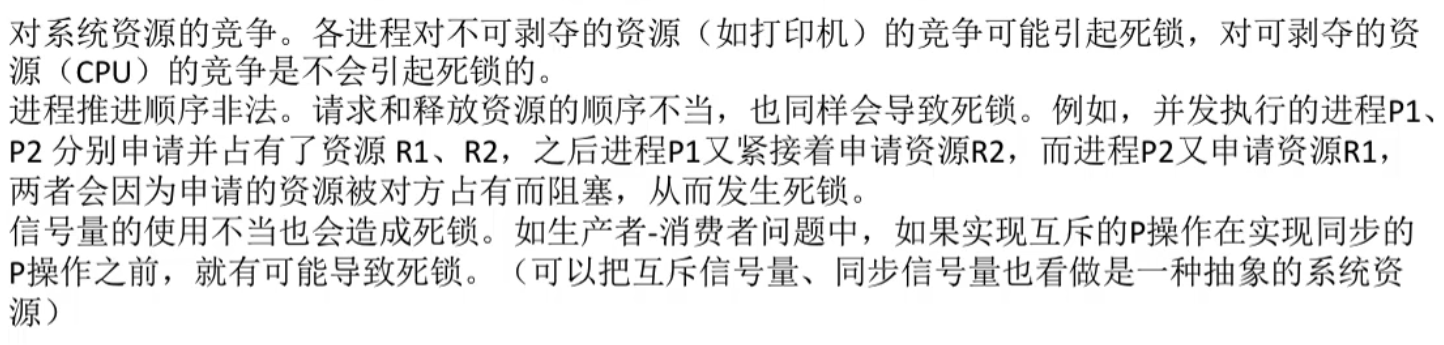 对系统资源的竞争。各进程对不可剥夺的资源（如打印机）的竞争可能引起死锁，对可剥夺的资
源（CPU）的竞争是不会引起死锁的。
进程推进顺序非法。请求和释放资源的顺序不当，也同样会导致死锁。例如，并发执行的进程P1、
P2 分别申请并占有了资源 R1、R2，之后进程P1又紧接着申请资源R2，而进程P2又申请资源R1，
两者会因为申请的资源被对方占有而阻塞，从而发生死锁。
信号量的使用不当也会造成死锁。如生产者-消费者问题中，如果实现互斥的P操作在实现同步的
P操作之前，就有可能导致死锁。（可以把互斥信号量、同步信号量也看做是一种抽象的系统资
源）